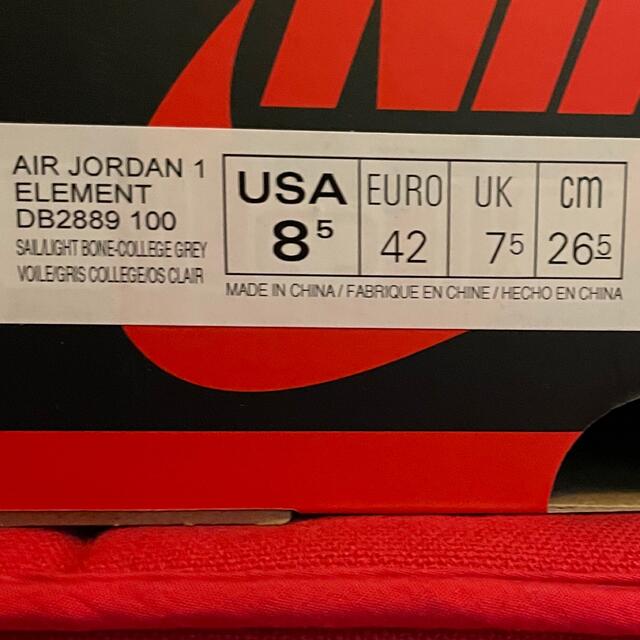 AIR JORDAN 1
ELEMENT
DB2889 100
SAIL/LIGHT BONE-COLLEGE GREY
VOILE/GRIS COLLEGE/OS CLAIR
USA EURO UK cm
8⁵ 42 7⁵ 26⁵
MADE IN CHINA / FABRIQUE EN CHINE / HECHO EN CHINA